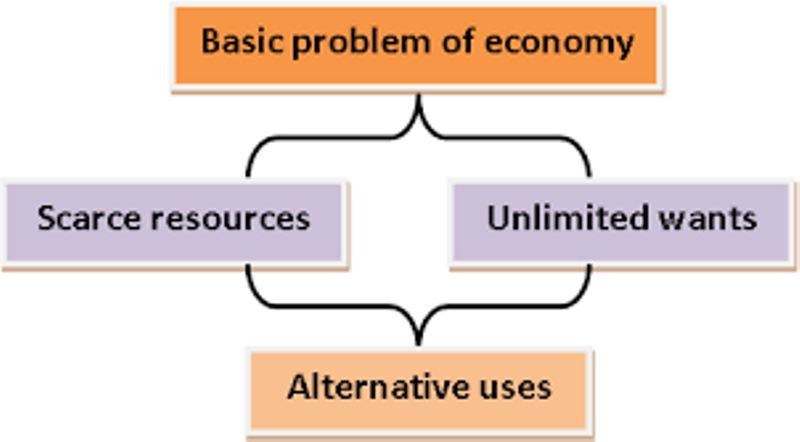 Basic problem of economy
Scarce resources
Unlimited wants
Alternative uses